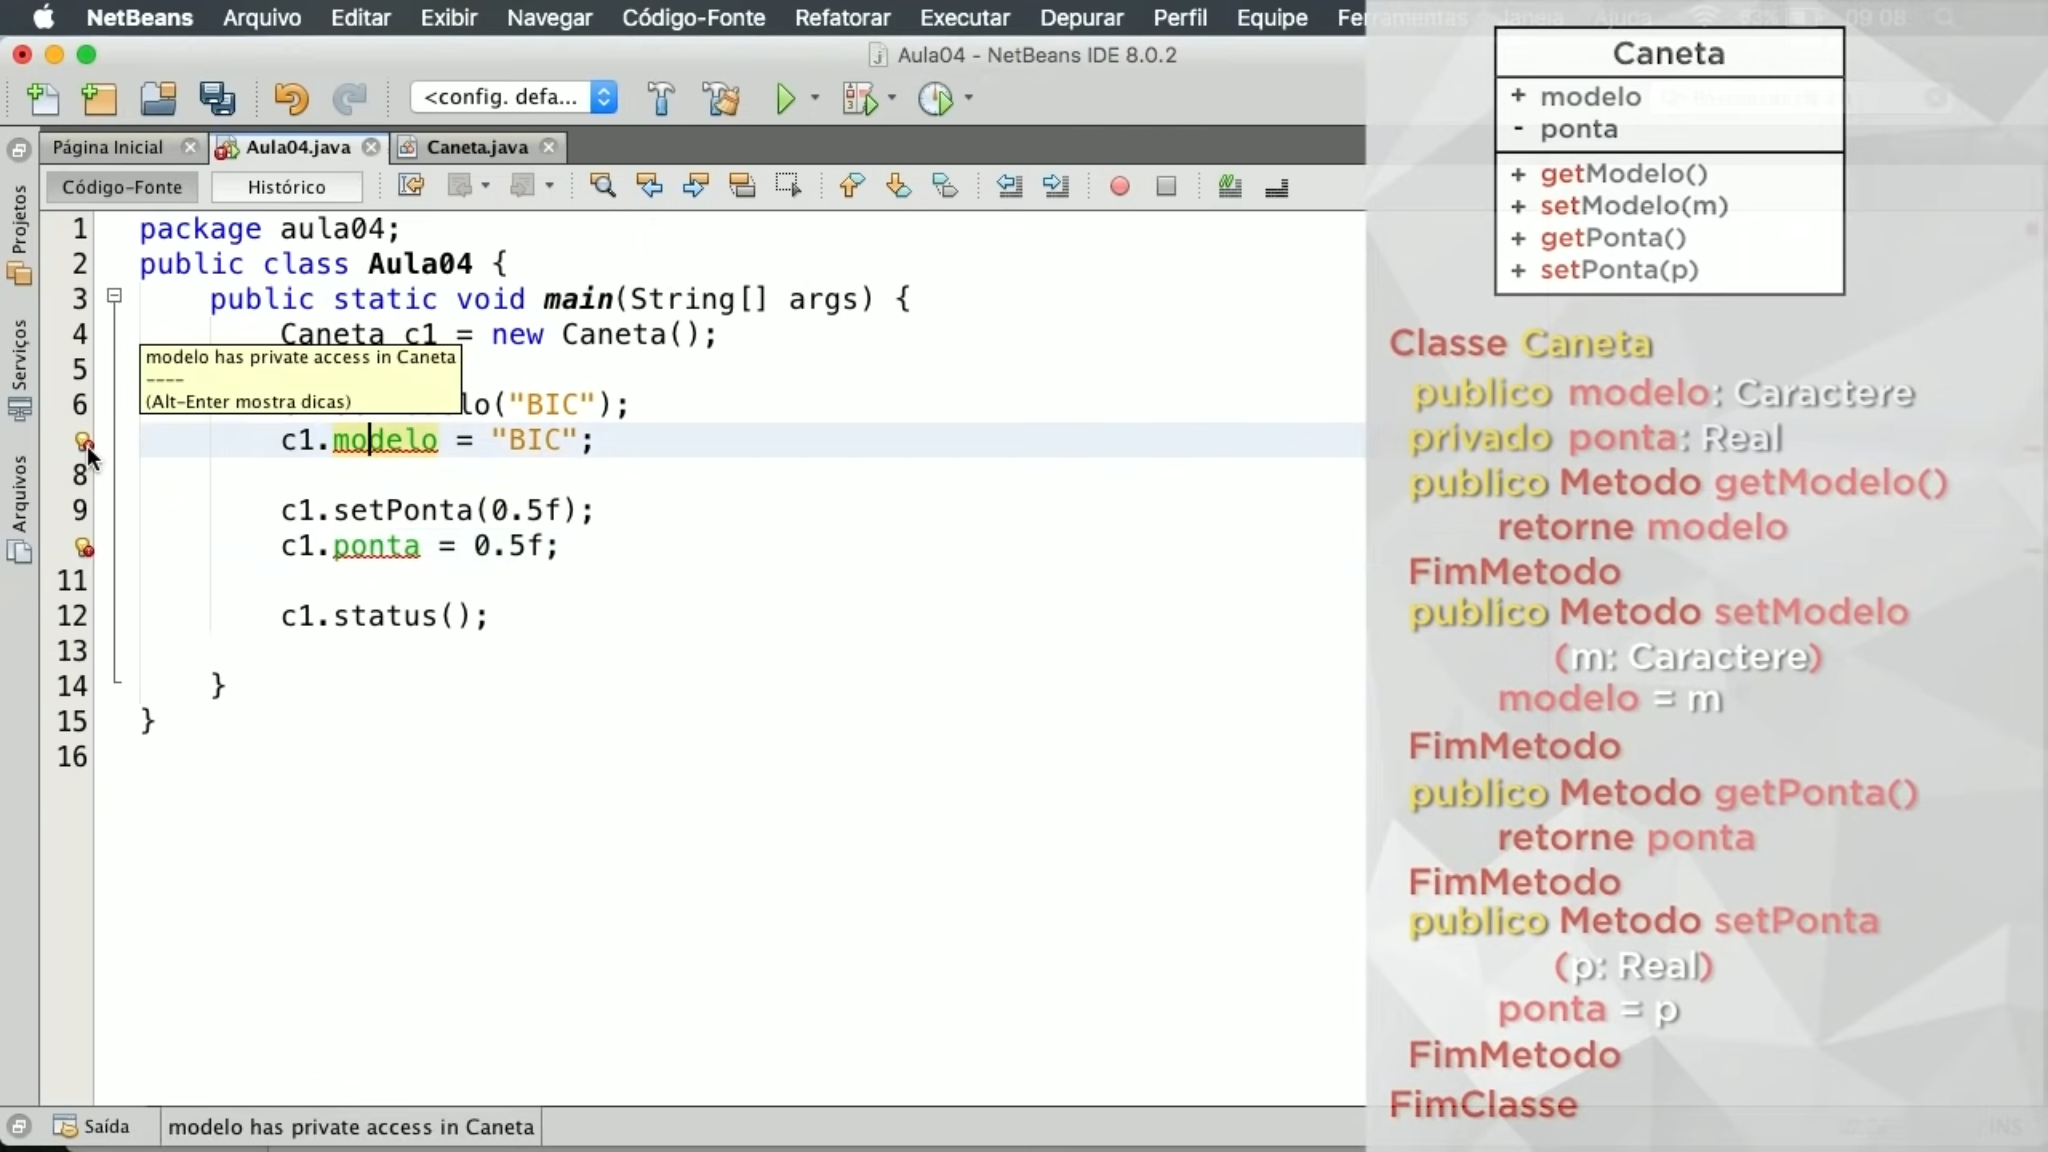 NetBeans Arquivo Editar Exibir Navegar Código-Fonte Refatorar Executar Depurar Perfil Equipe Ferramentas Janela Ajuda 09:08
Aula04 - NetBeans IDE 8.0.2
<config. defa...
Página Inicial Aula04.java Caneta.java
Código-Fonte Histórico
Projetos
Serviços
Arquivos
1 package aula04;
2 public class Aula04 {
3 public static void main(String[] args) {
4 Caneta c1 = new Caneta();
5
modelo has private access in Caneta
----
(Alt-Enter mostra dicas)
6 lo("BIC");
c1.modelo = "BIC";
8
9 c1.setPonta(0.5f);
c1.ponta = 0.5f;
11
12 c1.status();
13
14 }
15 }
16
Saída modelo has private access in Caneta
INS
Caneta
+ modelo
- ponta
+ getModelo()
+ setModelo(m)
+ getPonta()
+ setPonta(p)
Classe Caneta
publico modelo: Caractere
privado ponta: Real
publico Metodo getModelo()
retorne modelo
FimMetodo
publico Metodo setModelo
(m: Caractere)
modelo = m
FimMetodo
publico Metodo getPonta()
retorne ponta
FimMetodo
publico Metodo setPonta
(p: Real)
ponta = p
FimMetodo
FimClasse